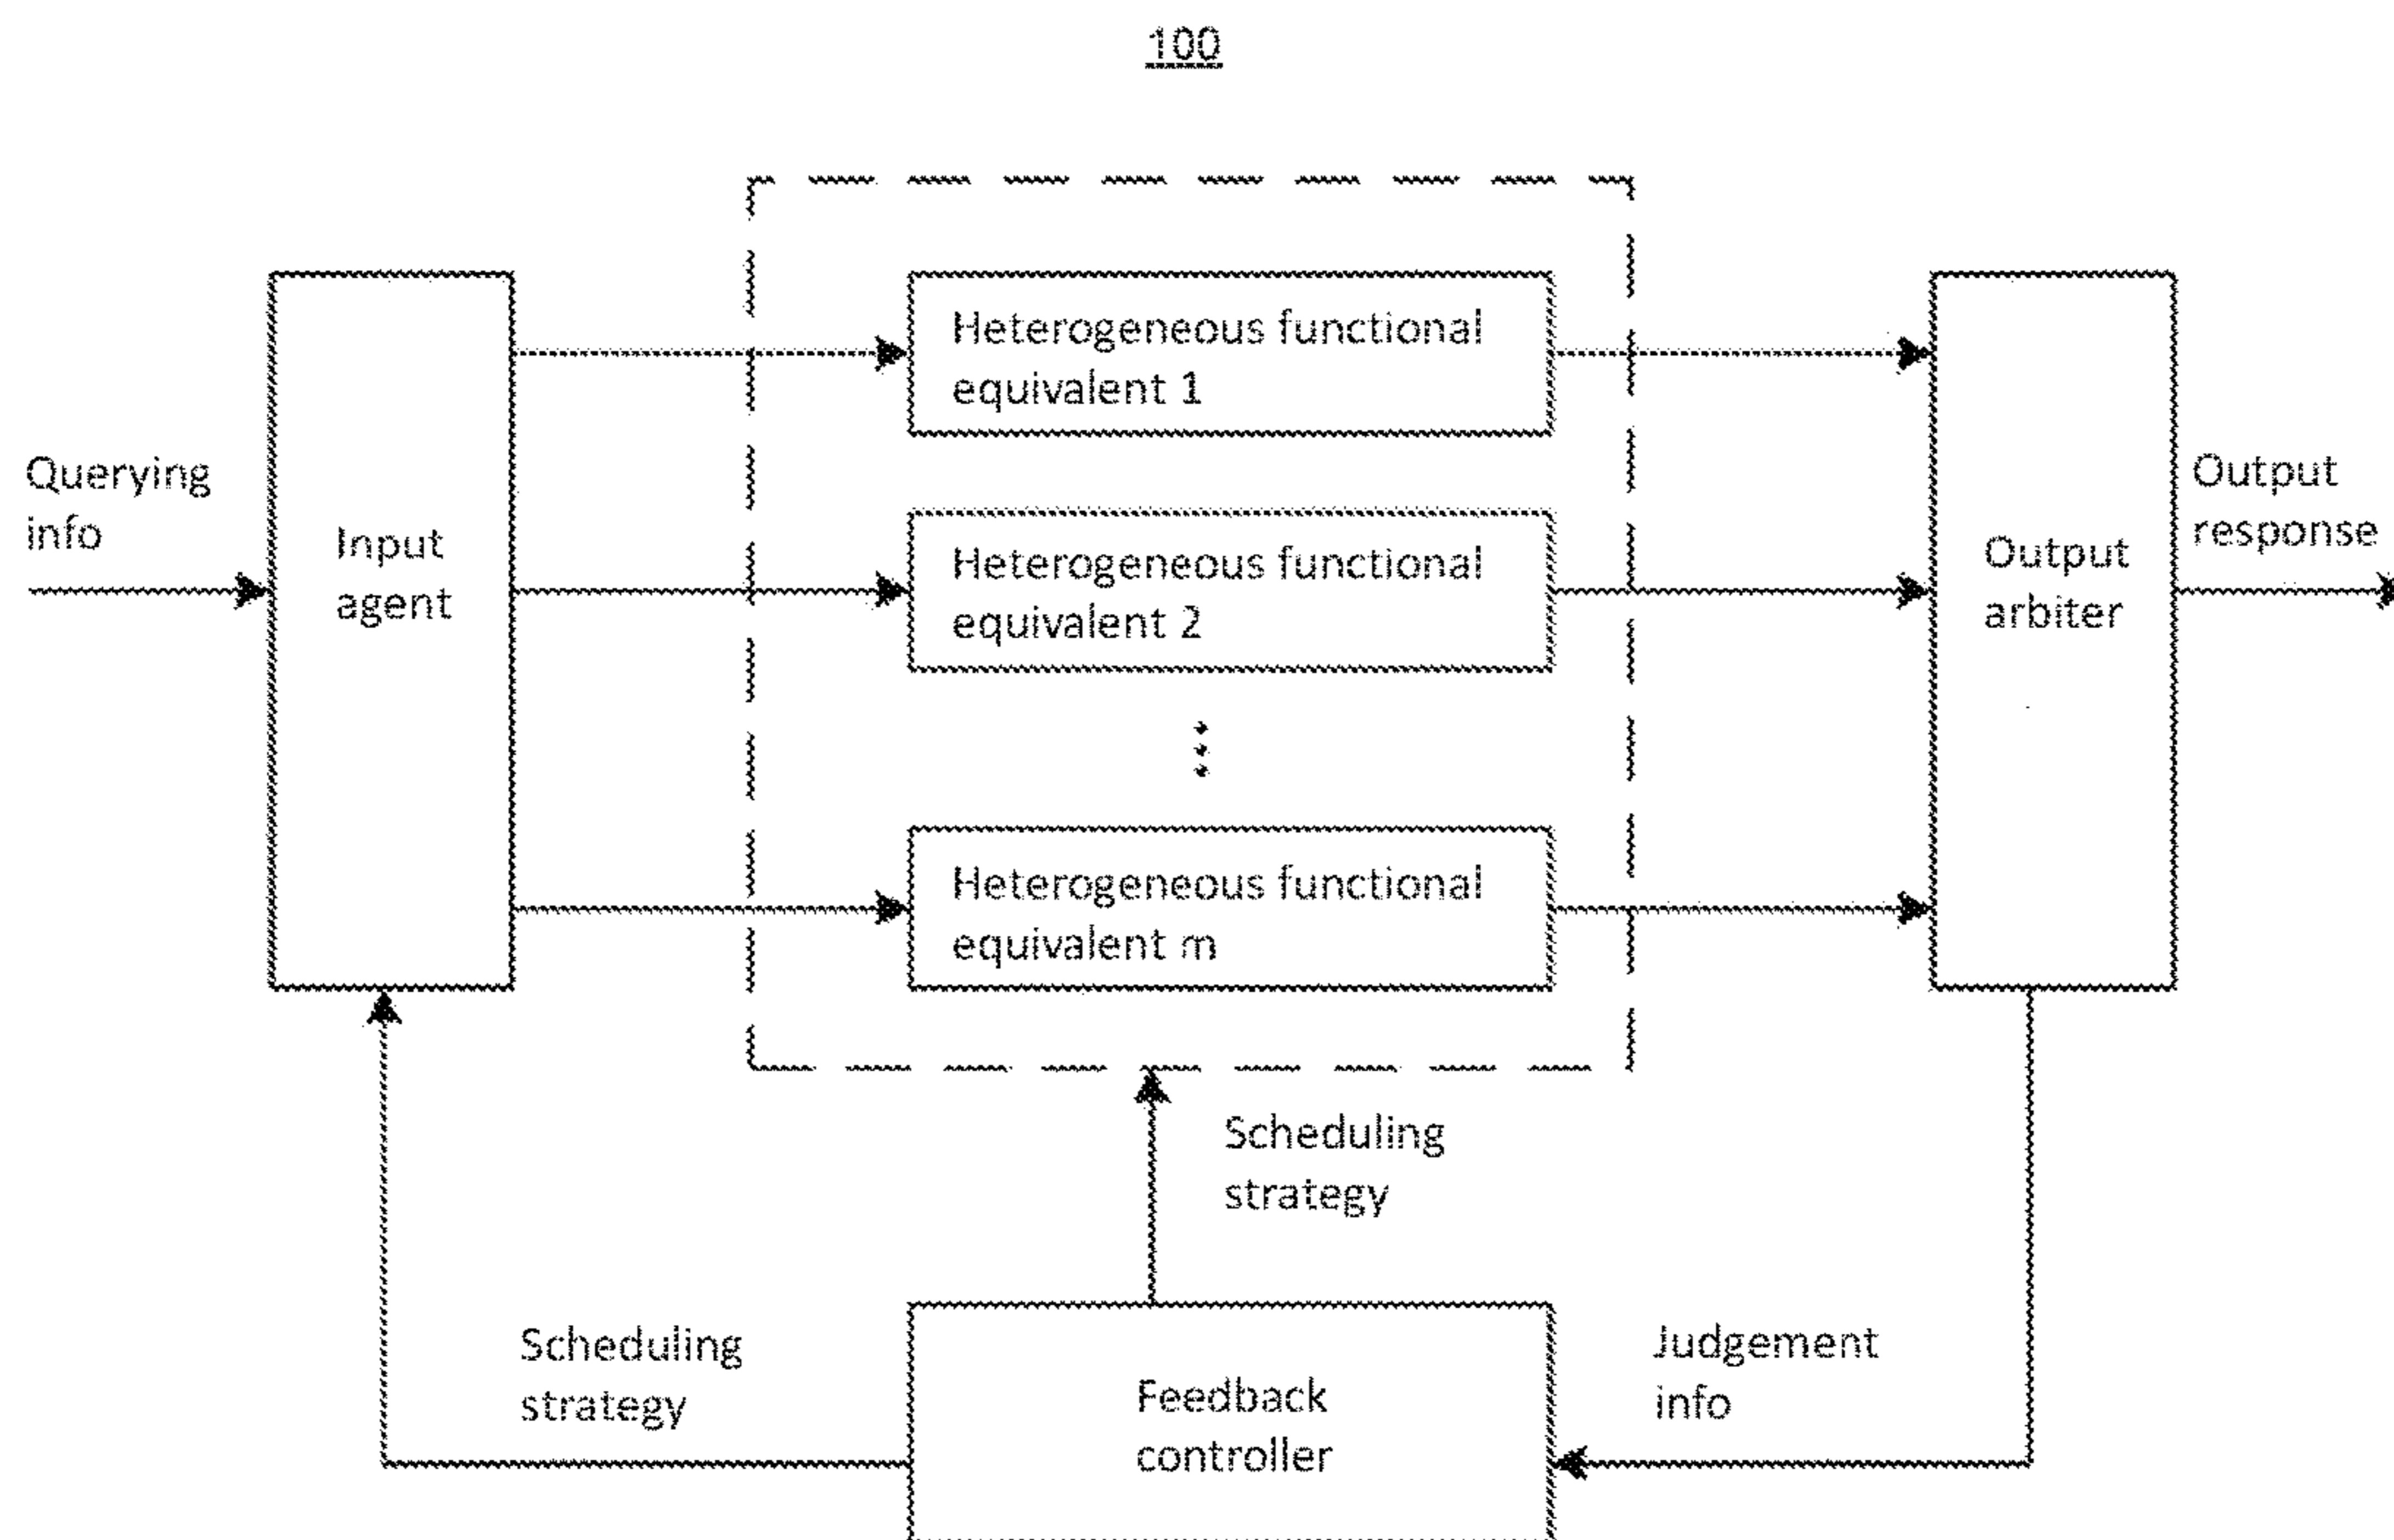 100
Heterogeneous functional
equivalent 1
Querying
info
Input
agent
Heterogeneous functional
equivalent 2
Output
arbiter
Output
response
Heterogeneous functional
equivalent m
Scheduling
strategy
Scheduling
strategy
Feedback
controller
Judgement
info